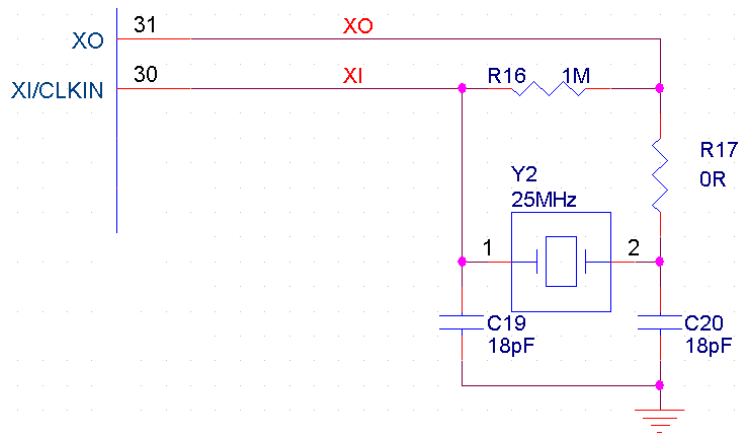 31
XO
XO
30
XI/CLKIN
XI
R16
1M
R17
0R
Y2
25MHz
1
2
C19
18pF
C20
18pF